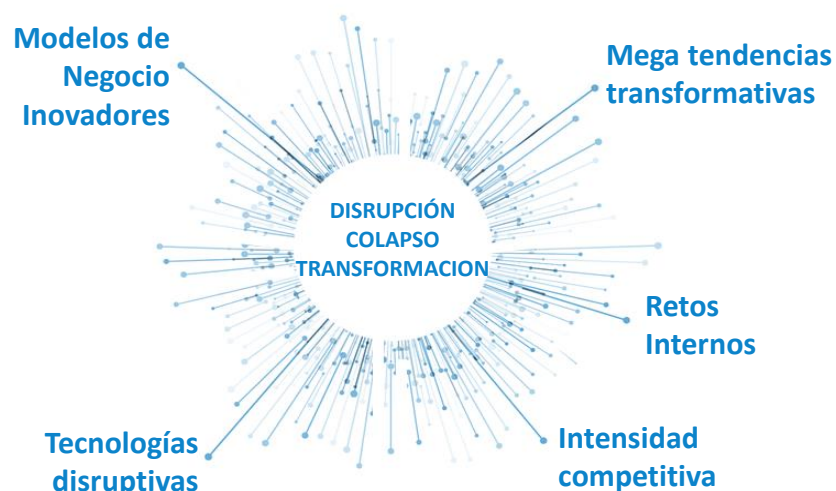 Modelos de
Negocio
Inovadores
Mega tendencias
transformativas
DISRUPCIÓN
COLAPSO
TRANSFORMACION
Retos
Internos
Tecnologías
disruptivas
Intensidad
competitiva